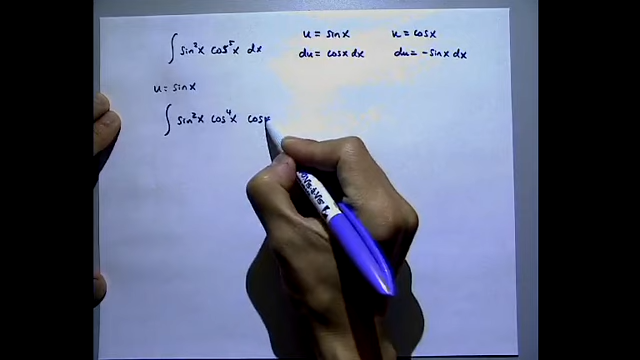 ∫ sin²x cos⁵x dx u = sinx u = cosx
du = cosx dx du = -sinx dx
u = sinx
∫ sin²x cos⁴x cosx